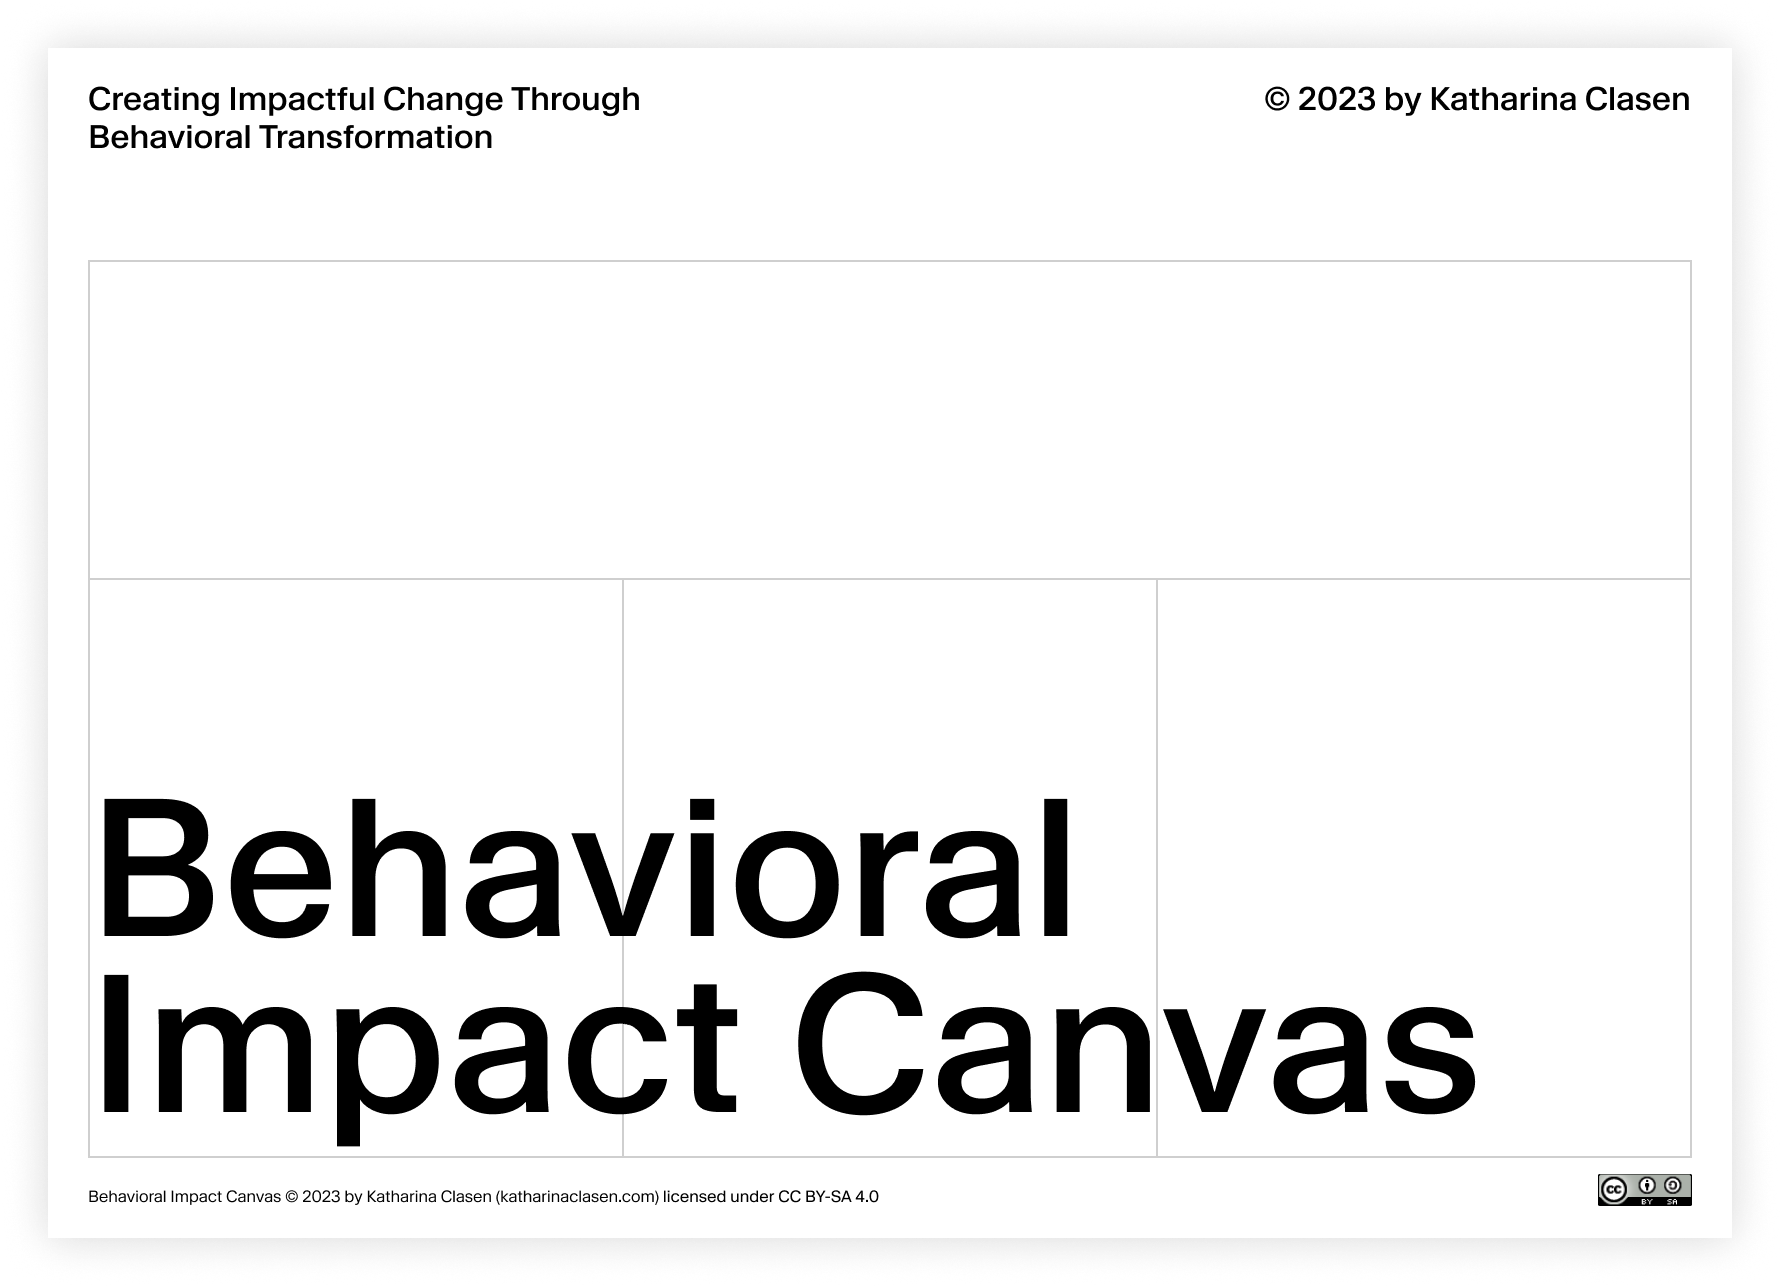 Creating Impactful Change Through
Behavioral Transformation
© 2023 by Katharina Clasen
Behavioral
Impact Canvas
Behavioral Impact Canvas © 2023 by Katharina Clasen (katharinaclasen.com) licensed under CC BY-SA 4.0
cc BY SA